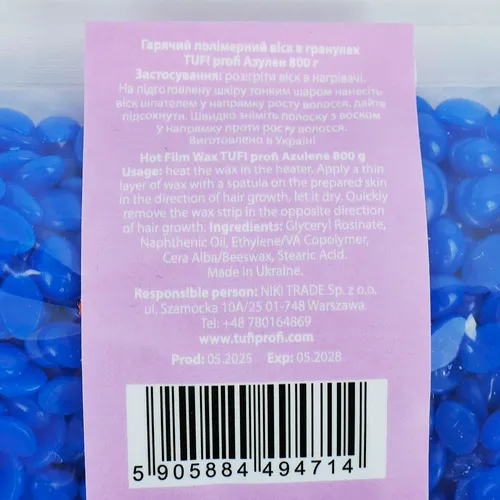 Гарячий полімерний віск в гранулах
TUFI profi Азулен 800 г
Застосування: розігріти віск в нагрівачі.
На підготовлену шкіру тонким шаром нанесіть
віск шпателем у напрямку росту волосся, дайте
підсохнути. Швидко зніміть полоску з воском
у напрямку проти росту волосся.
Виготовлено в Україні
Hot Film Wax TUFI profi Azulene 800 g
Usage: heat the wax in the heater. Apply a thin
layer of wax with a spatula on the prepared skin
in the direction of hair growth, let it dry. Quickly
remove the wax strip in the opposite direction
of hair growth. Ingredients: Glyceryl Rosinate,
Naphthenic Oil, Ethylene/VA Copolymer,
Cera Alba/Beeswax, Stearic Acid.
Made in Ukraine.
Responsible person: NIKI TRADE Sp. z o.o.
ul. Szamocka 10A/25 01-748 Warszawa.
Tel: +48 780164869
www.tufiprofi.com
Prod: 05.2025 Exp: 05.2028
5 905884 494714